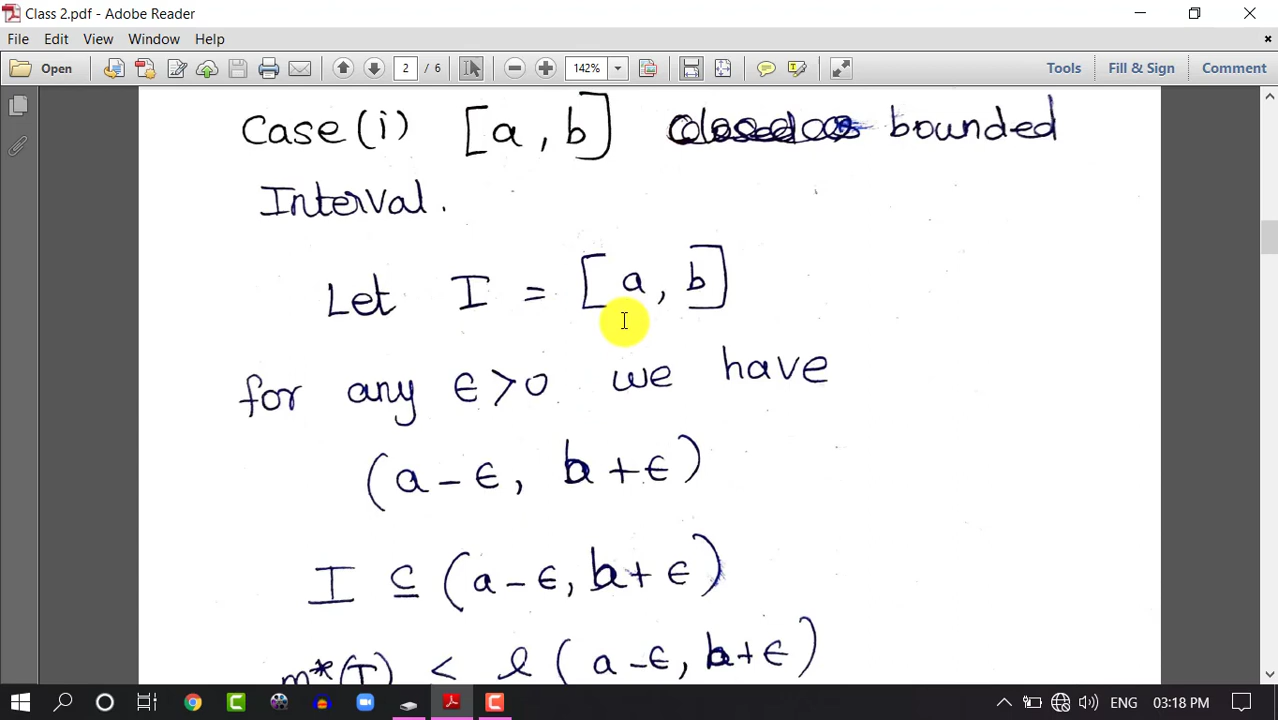 Class 2.pdf - Adobe Reader
File Edit View Window Help
Open 2 / 6 142% Tools Fill & Sign Comment
Case(i) [a, b] bounded
Interval.
Let I = [a, b]
for any ϵ>0 we have
(a-ϵ, b+ϵ)
I ⊆ (a-ϵ, b+ϵ)
m*(I) < l (a-ϵ, b+ϵ)
ENG 03:18 PM